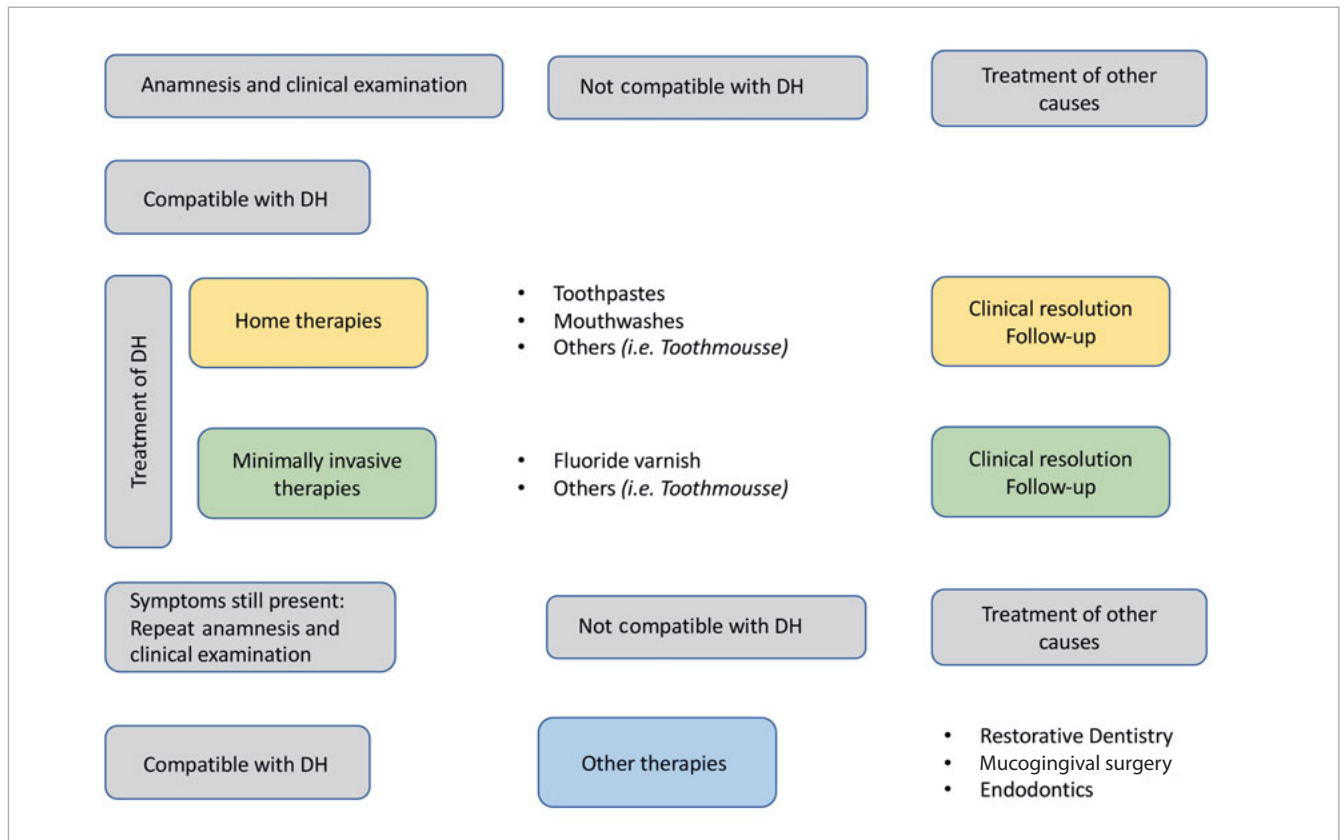 Anamnesis and clinical examination
Not compatible with DH
Treatment of other
causes
Compatible with DH
Treatment of DH
Home therapies
• Toothpastes
• Mouthwashes
• Others (i.e. Toothmousse)
Clinical resolution
Follow-up
Minimally invasive
therapies
• Fluoride varnish
• Others (i.e. Toothmousse)
Clinical resolution
Follow-up
Symptoms still present:
Repeat anamnesis and
clinical examination
Not compatible with DH
Treatment of other
causes
Compatible with DH
Other therapies
• Restorative Dentistry
• Mucogingival surgery
• Endodontics